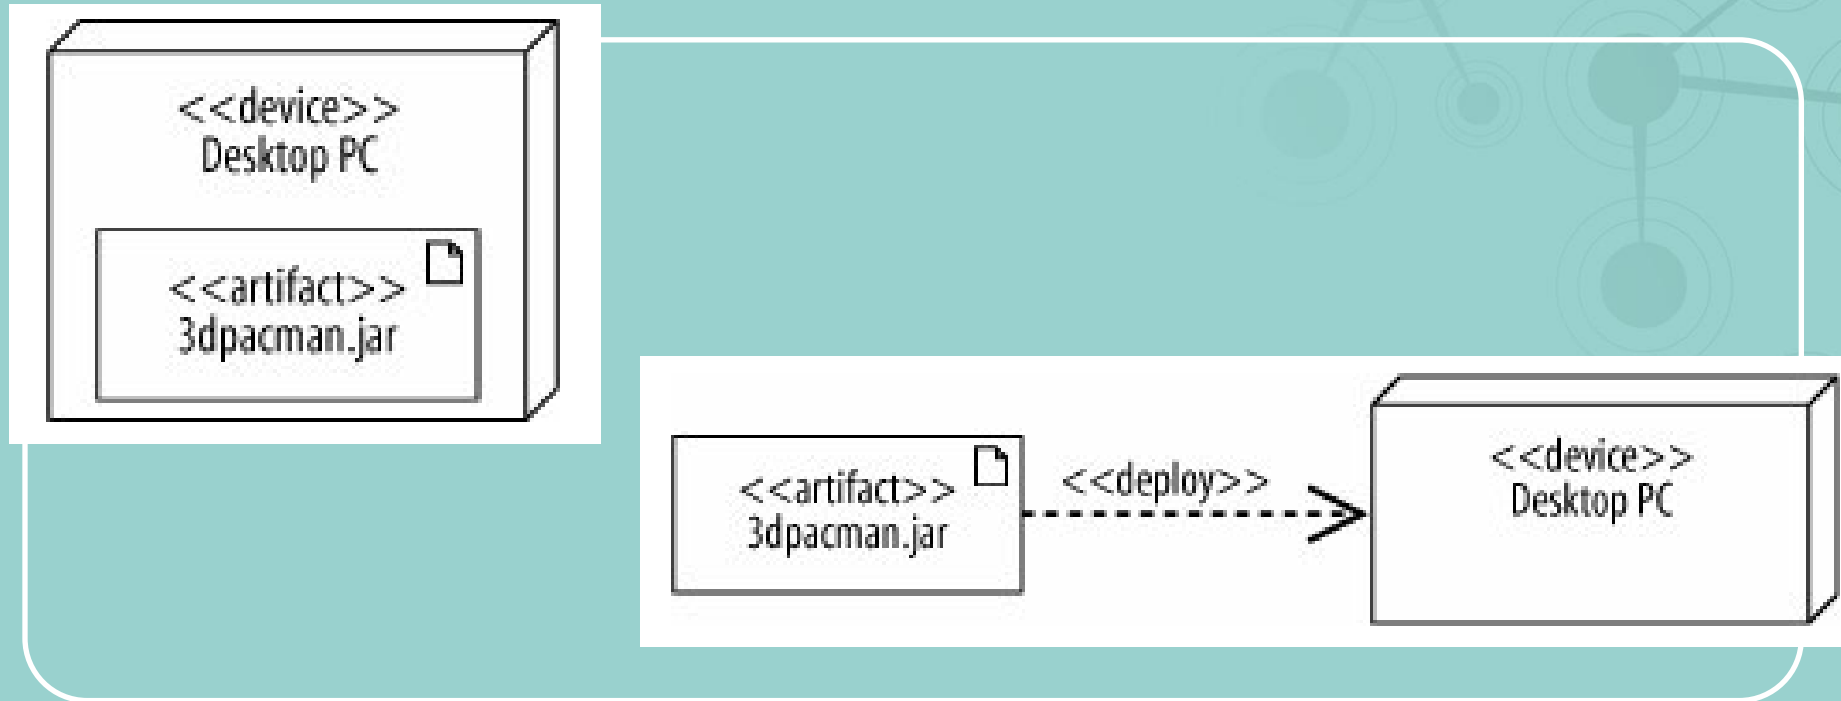 <<device>>
Desktop PC
<<artifact>>
3dpacman.jar
<<artifact>>
3dpacman.jar
<<deploy>>
<<device>>
Desktop PC